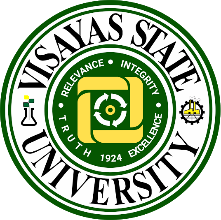 VISAYAS STATE
UNIVERSITY
RELEVANCE • INTEGRITY
TRUTH 1924 EXCELLENCE